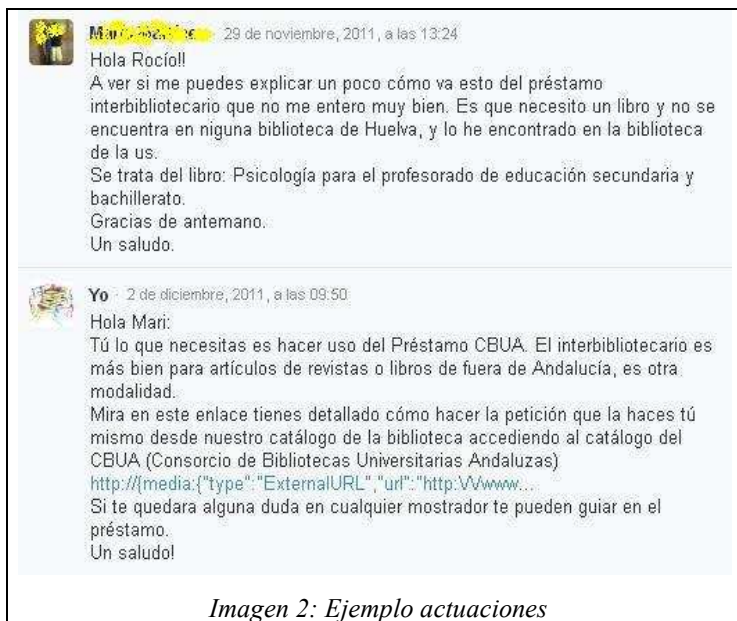 29 de noviembre, 2011, a las 13:24
Hola Rocío!!
A ver si me puedes explicar un poco cómo va esto del préstamo
interbibliotecario que no me entero muy bien. Es que necesito un libro y no se
encuentra en niguna biblioteca de Huelva, y lo he encontrado en la biblioteca
de la us.
Se trata del libro: Psicología para el profesorado de educación secundaria y
bachillerato.
Gracias de antemano.
Un saludo.
Yo · 2 de diciembre, 2011, a las 09:50
Hola Mari:
Tú lo que necesitas es hacer uso del Préstamo CBUA. El interbibliotecario es
más bien para artículos de revistas o libros de fuera de Andalucía, es otra
modalidad.
Mira en este enlace tienes detallado cómo hacer la petición que la haces tú
mismo desde nuestro catálogo de la biblioteca accediendo al catálogo del
CBUA (Consorcio de Bibliotecas Universitarias Andaluzas)
http://{media:{"type":"ExternalURL","url":"http:\/\/www...
Si te quedara alguna duda en cualquier mostrador te pueden guiar en el
préstamo.
Un saludo!
Imagen 2: Ejemplo actuaciones